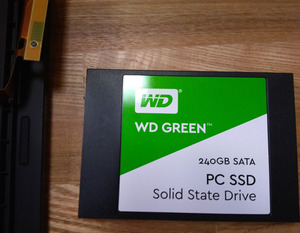 WD
WD GREEN™
240GB SATA
PC SSD
Solid State Drive